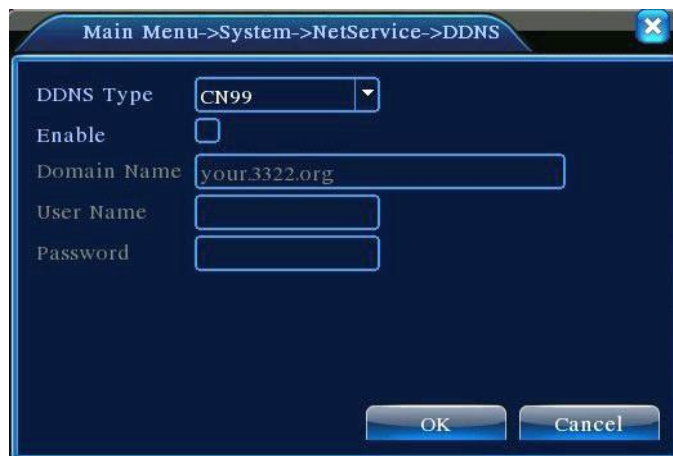 Main Menu->System->NetService->DDNS
DDNS Type CN99
Enable
Domain Name your.3322.org
User Name
Password
OK Cancel